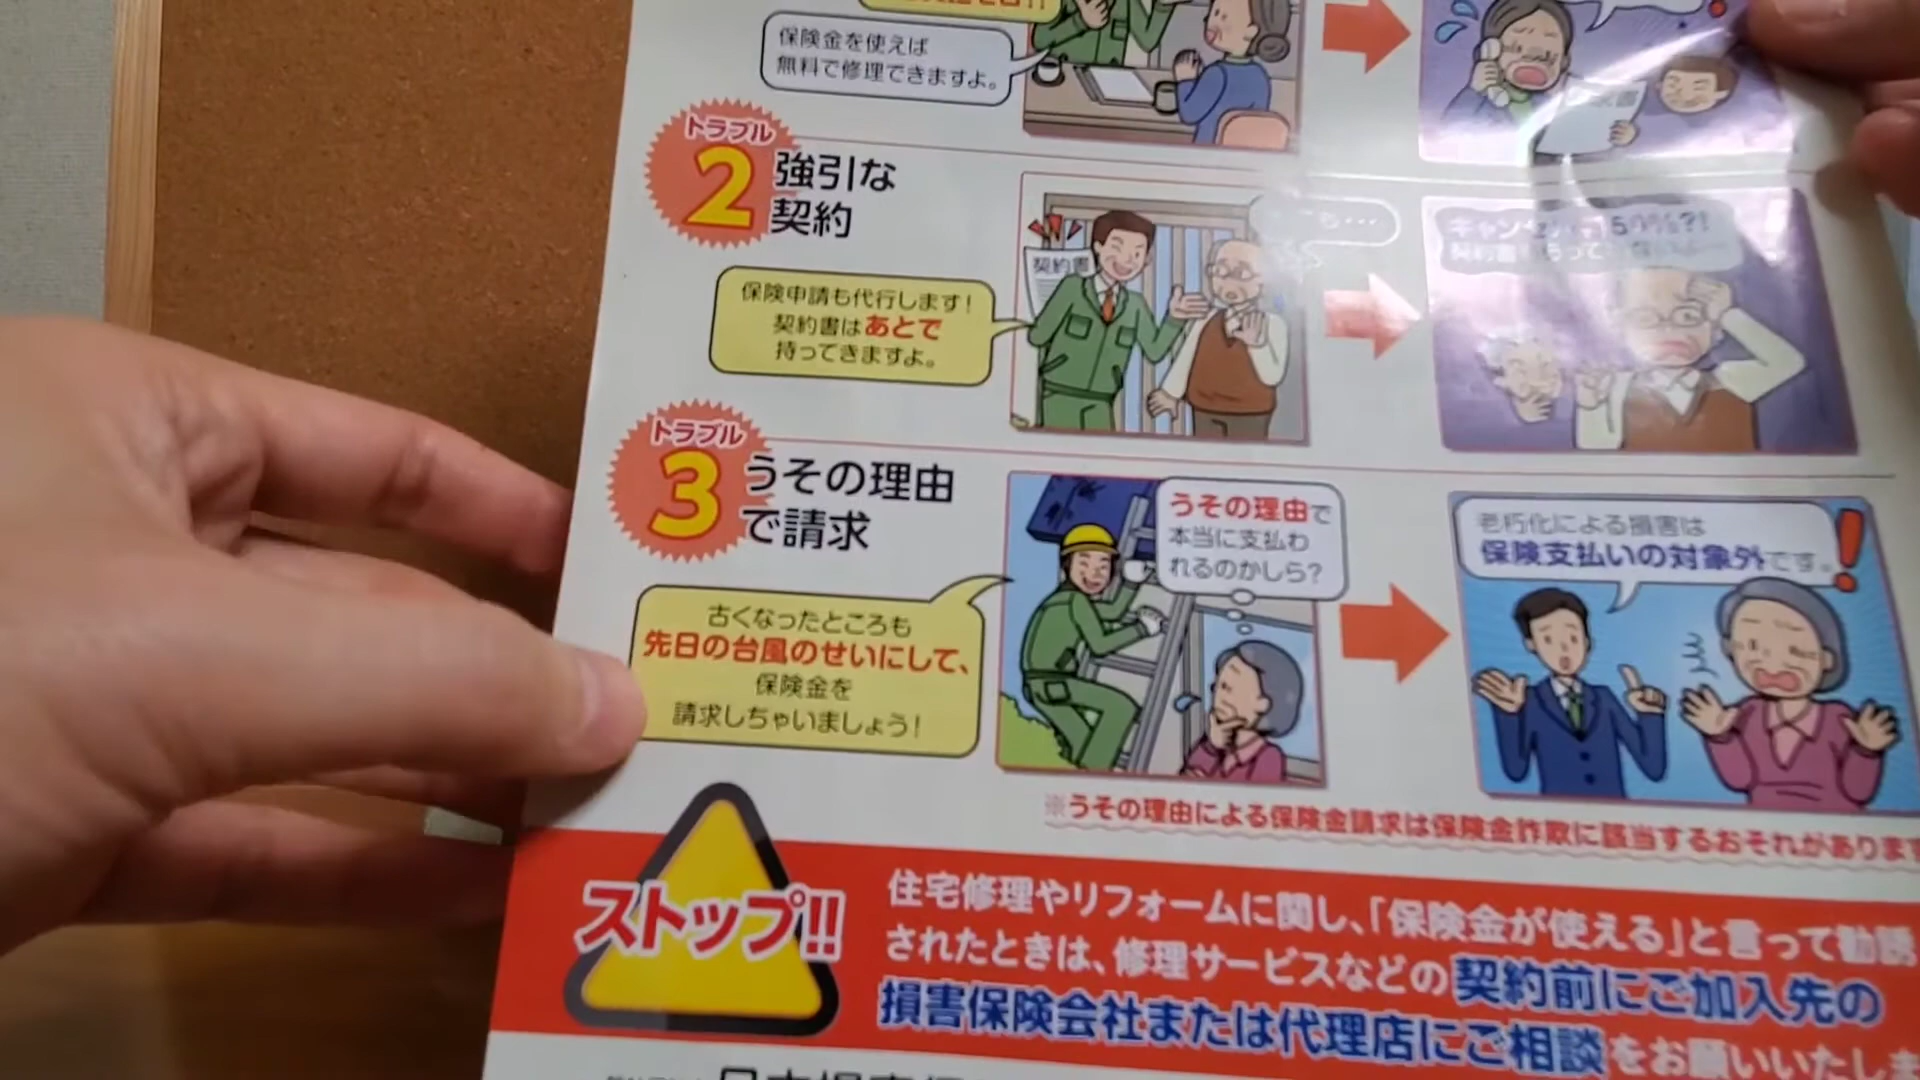 保険金を使えば
無料で修理できますよ。
トラブル
2
強引な
契約
契約書
保険申請も代行します!
契約書はあとで
持ってきますよ。
トラブル
3
うその理由
で請求
うその理由で
本当に支払わ
れるのかしら?
老朽化による損害は
保険支払いの対象外です。
古くなったところも
先日の台風のせいにして、
保険金を
請求しちゃいましょう!
※うその理由による保険金請求は保険金詐欺に該当するおそれがあります
ストップ!!
住宅修理やリフォームに関し、「保険金が使える」と言って勧誘
されたときは、修理サービスなどの契約前にご加入先の
損害保険会社または代理店にご相談をお願いいたしま